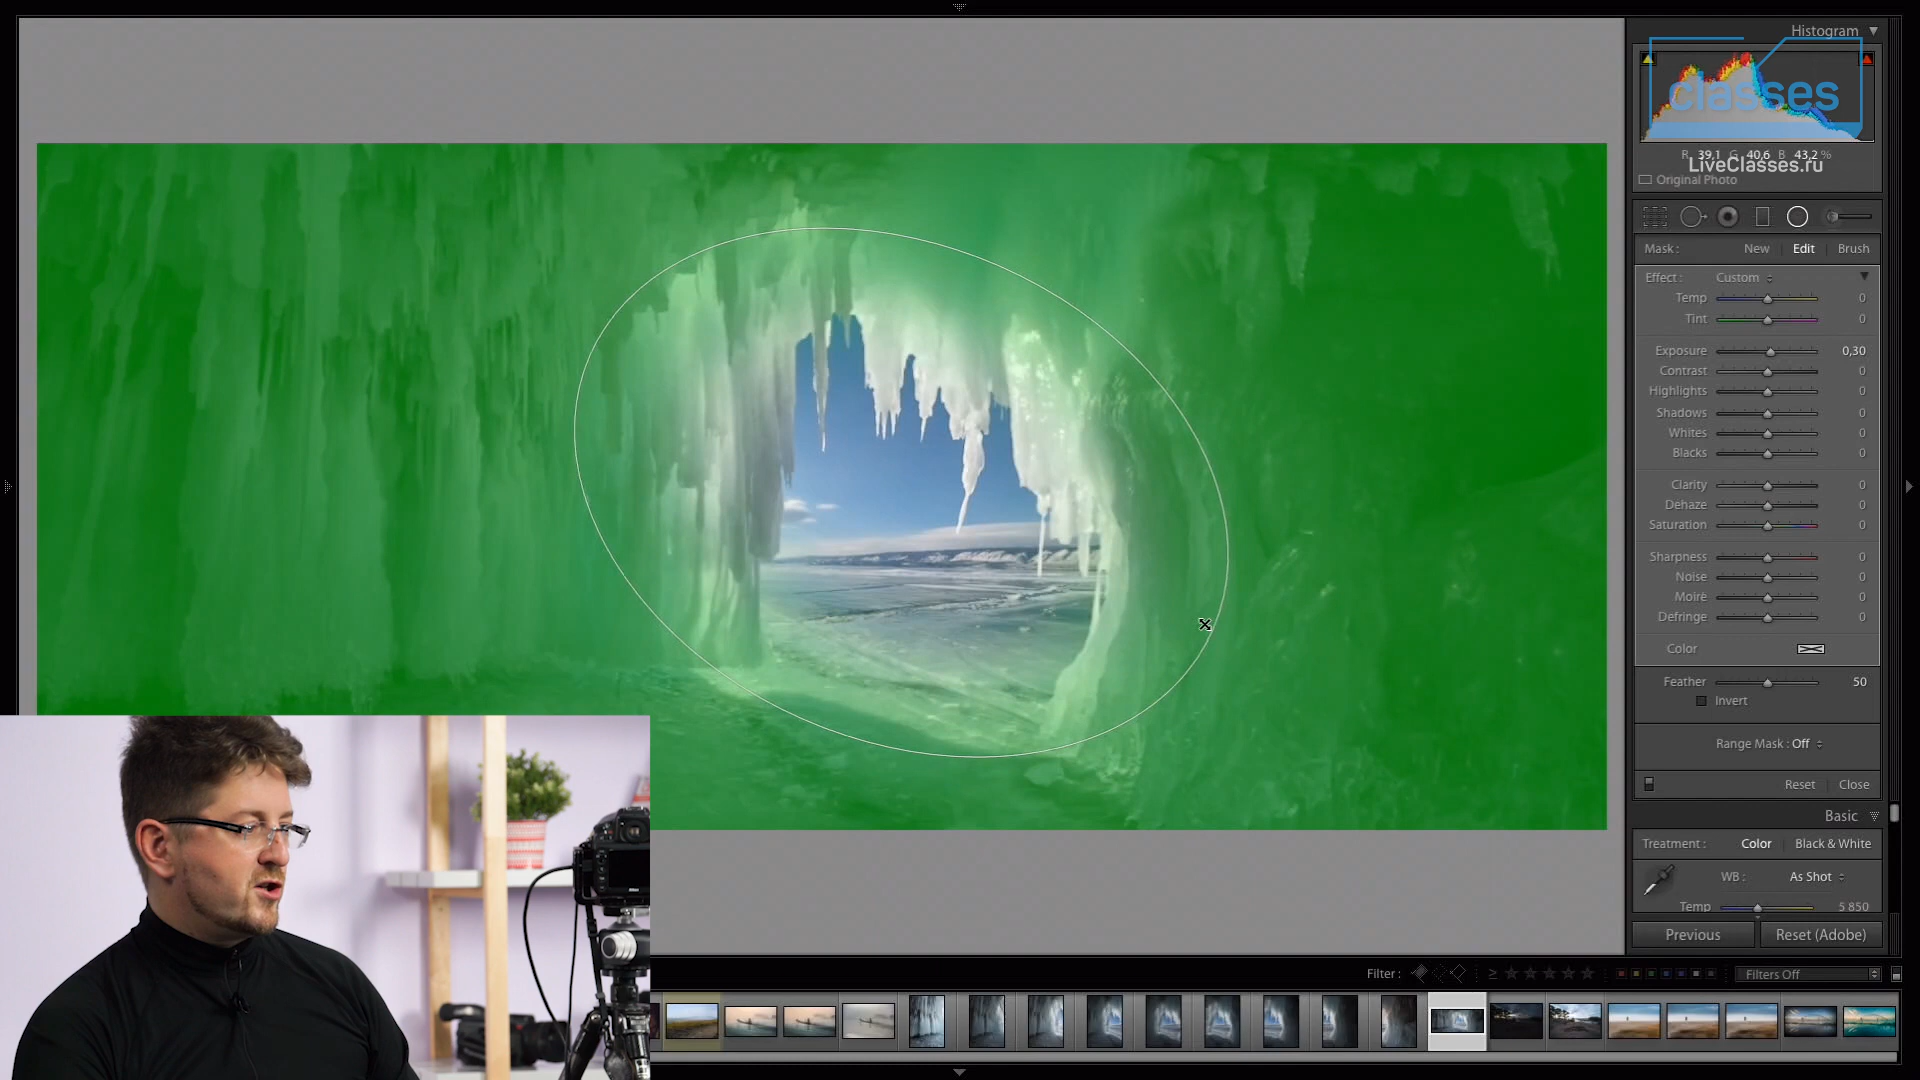 Histogram
classes
R 39,1 G 40,6 B 43,2 %
LiveClasses.ru
Original Photo
Mask : New Edit Brush
Effect : Custom
Temp 0
Tint 0
Exposure 0,30
Contrast 0
Highlights 0
Shadows 0
Whites 0
Blacks 0
Clarity 0
Dehaze 0
Saturation 0
Sharpness 0
Noise 0
Moiré 0
Defringe 0
Color
Feather 50
Invert
Range Mask : Off
Reset Close
Basic
Treatment : Color Black & White
WB : As Shot
Temp 5 850
Previous Reset (Adobe)
Filter : ≥ Filters Off